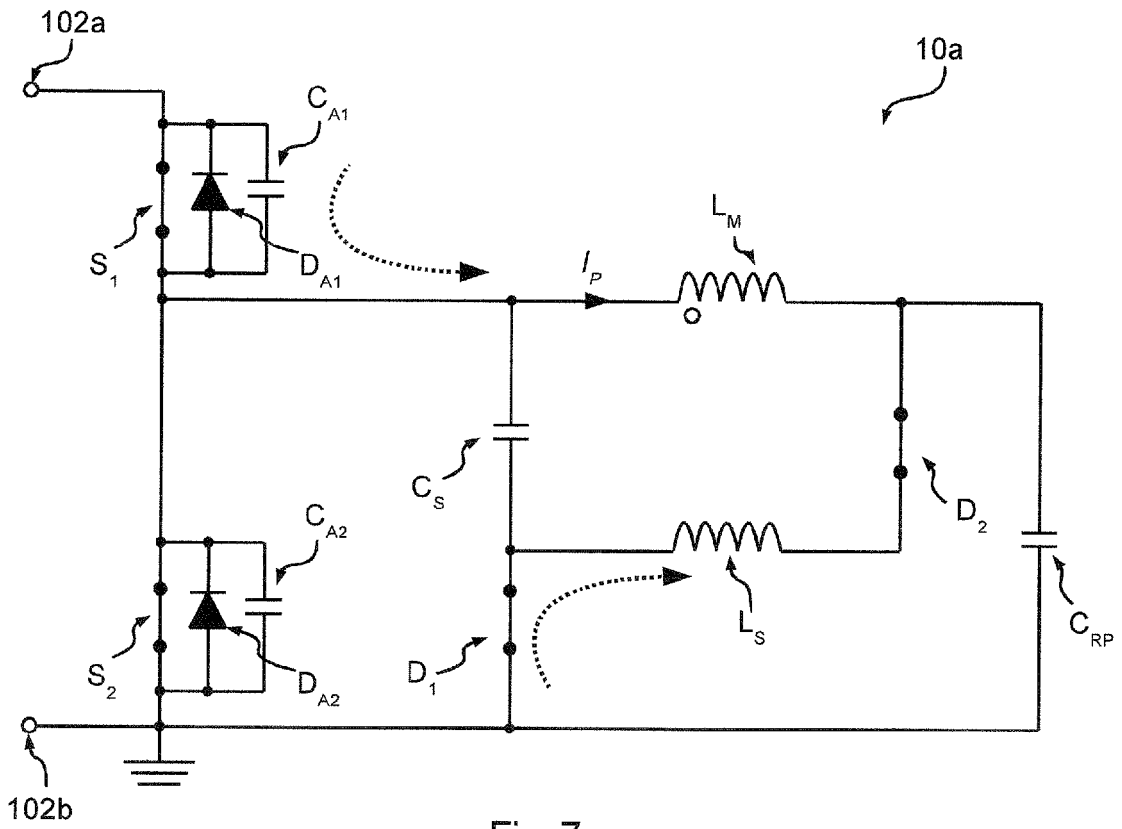 102a
10a
C_A1
L_M
S_1
D_A1
I_P
C_S
D_2
C_A2
L_S
C_RP
D_1
S_2
D_A2
102b